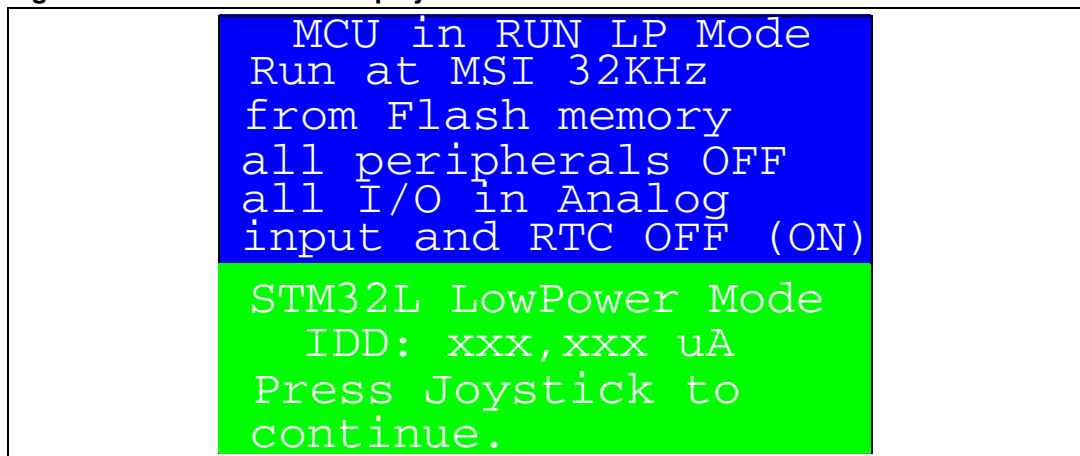 MCU in RUN LP Mode
Run at MSI 32KHz
from Flash memory
all peripherals OFF
all I/O in Analog
input and RTC OFF (ON)
STM32L LowPower Mode
IDD: xxx,xxx uA
Press Joystick to
continue.